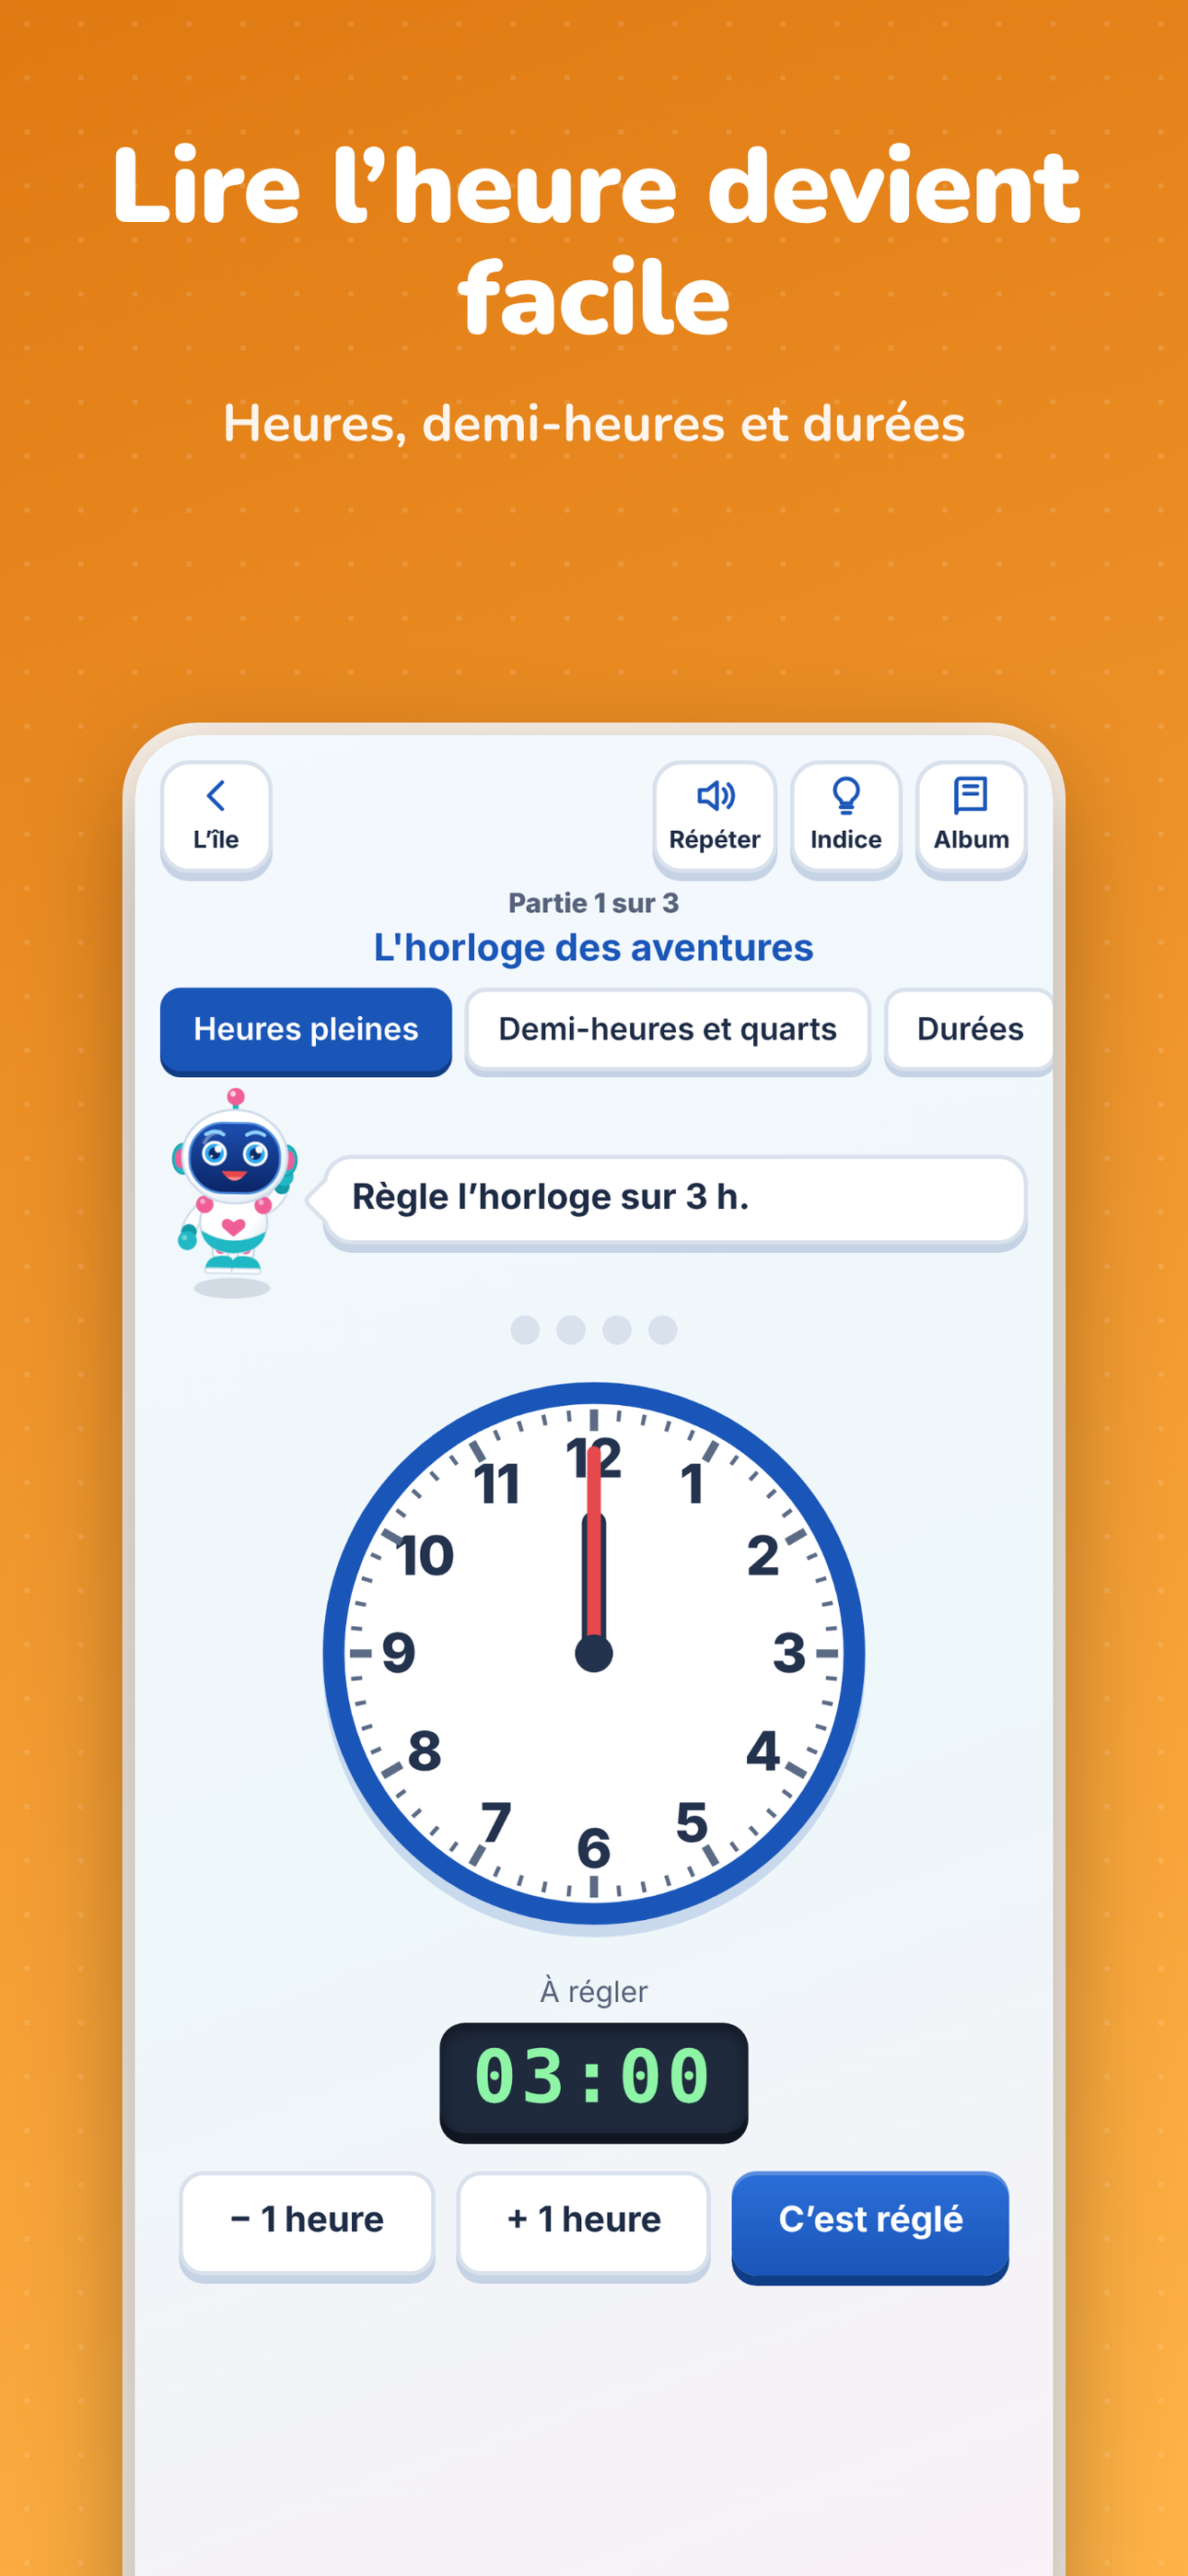 Lire l’heure devient
facile
Heures, demi-heures et durées
L’île
Répéter
Indice
Album
Partie 1 sur 3
L'horloge des aventures
Heures pleines
Demi-heures et quarts
Durées
Règle l’horloge sur 3 h.
12
11
1
10
2
9
3
8
4
7
5
6
À régler
03:00
− 1 heure
+ 1 heure
C’est réglé